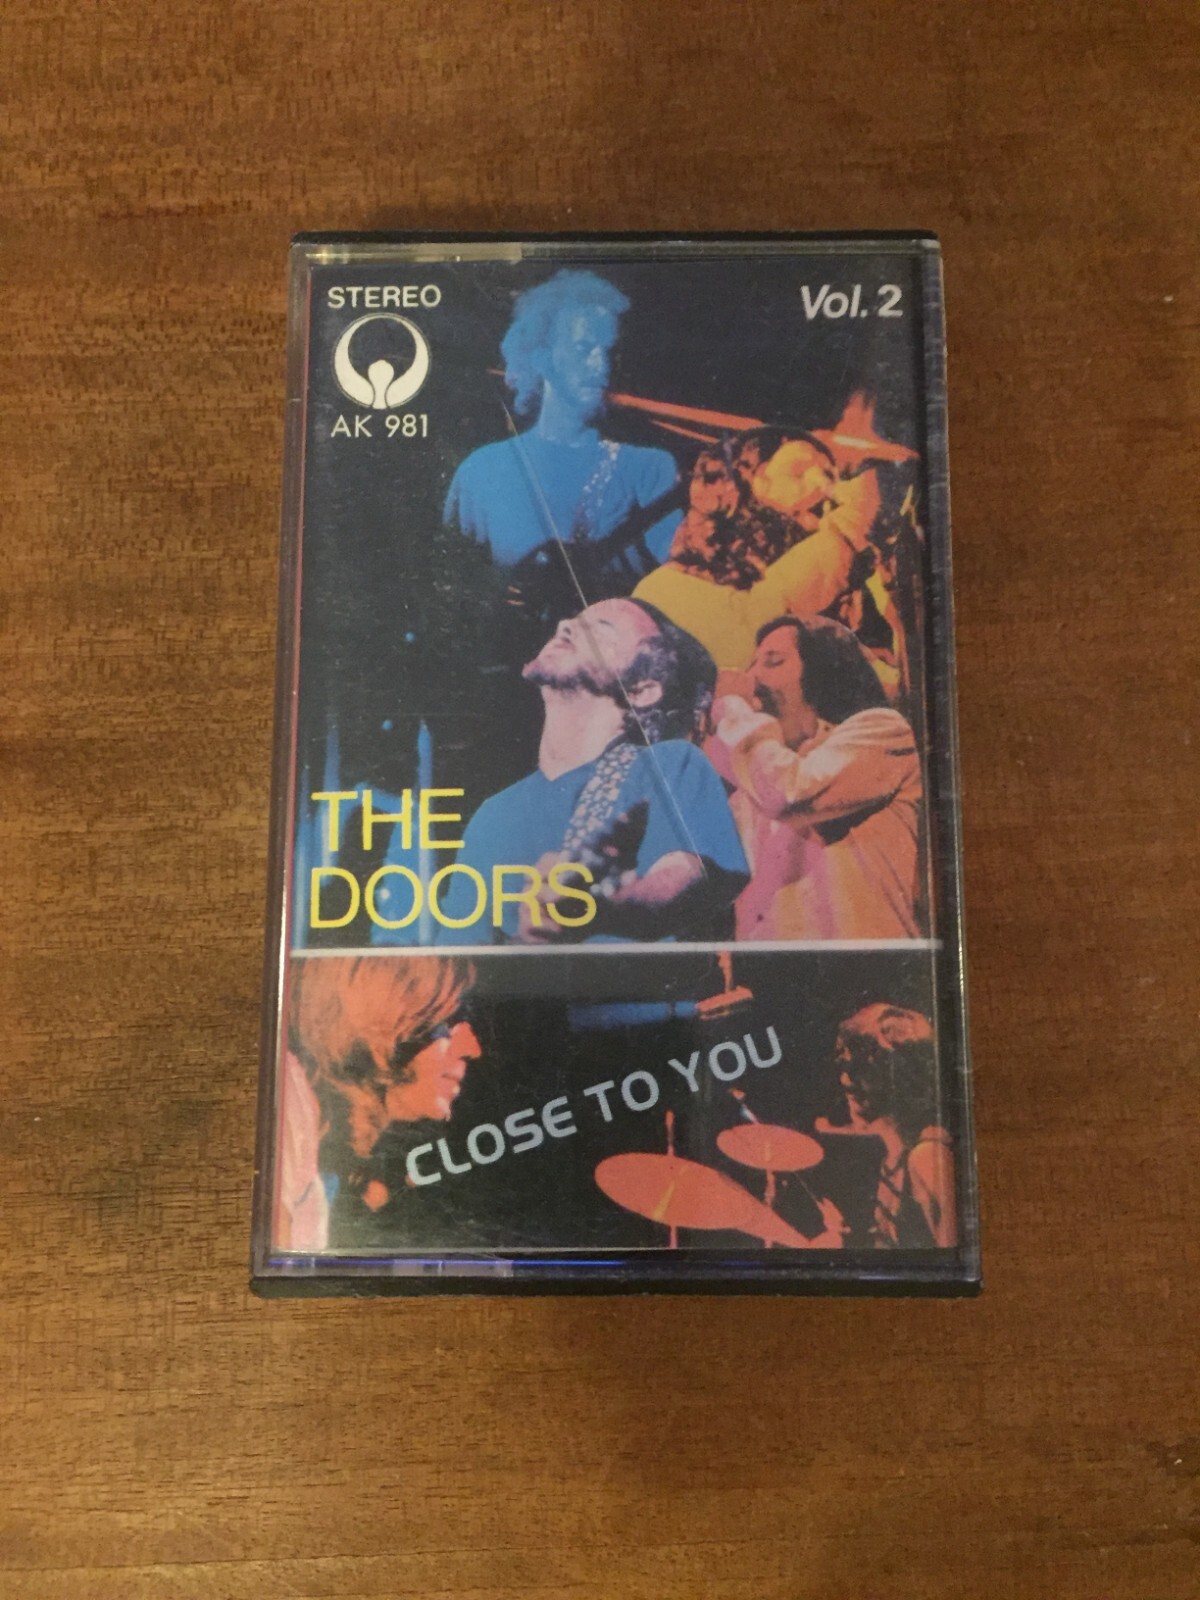 STEREO
Vol. 2
AK 981
THE
DOORS
CLOSE TO YOU